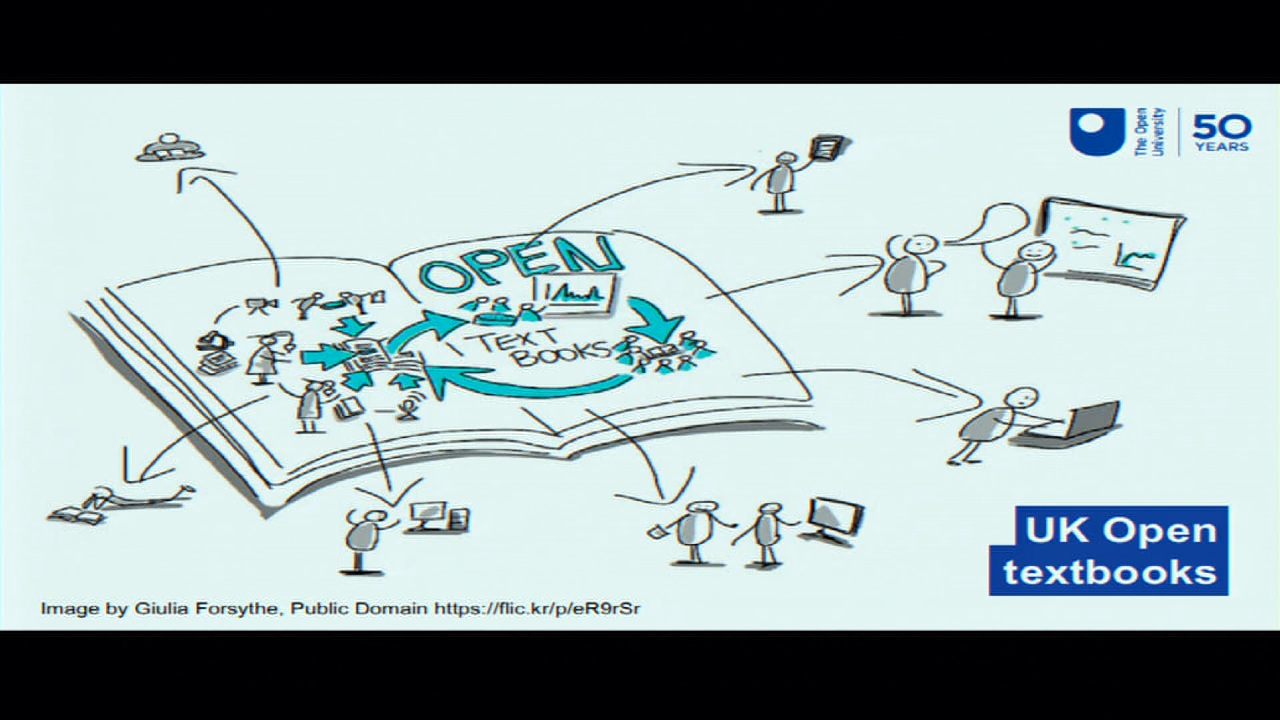 The Open
University
50
YEARS
OPEN
TEXT
BOOKS
UK Open
textbooks
Image by Giulia Forsythe, Public Domain https://flic.kr/p/eR9rSr